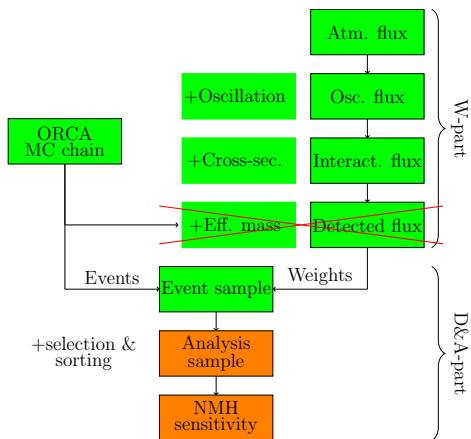 Atm. flux
+Oscillation
Osc. flux
ORCA
MC chain
+Cross-sec.
Interact. flux
+Eff. mass
Detected flux
W-part
Events
Weights
Event sample
+selection &
sorting
Analysis
sample
NMH
sensitivity
D&A-part